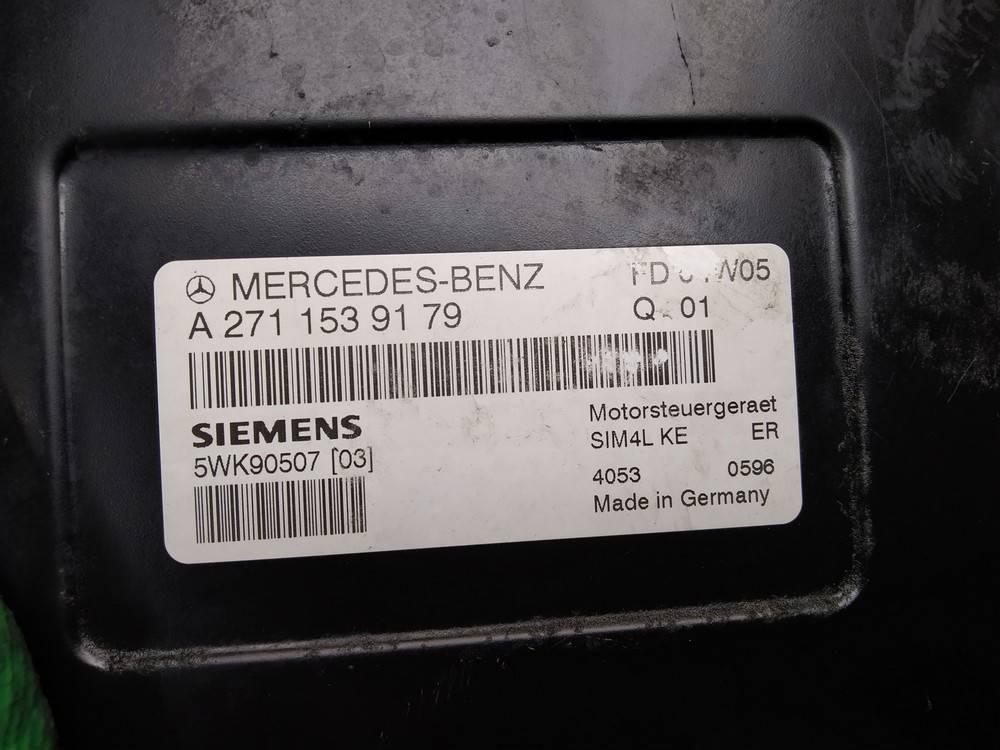 MERCEDES-BENZ
A 271 153 91 79
Q 01
SIEMENS
5WK90507 [03]
Motorsteuergeraet
SIM4L KE ER
4053 0596
Made in Germany